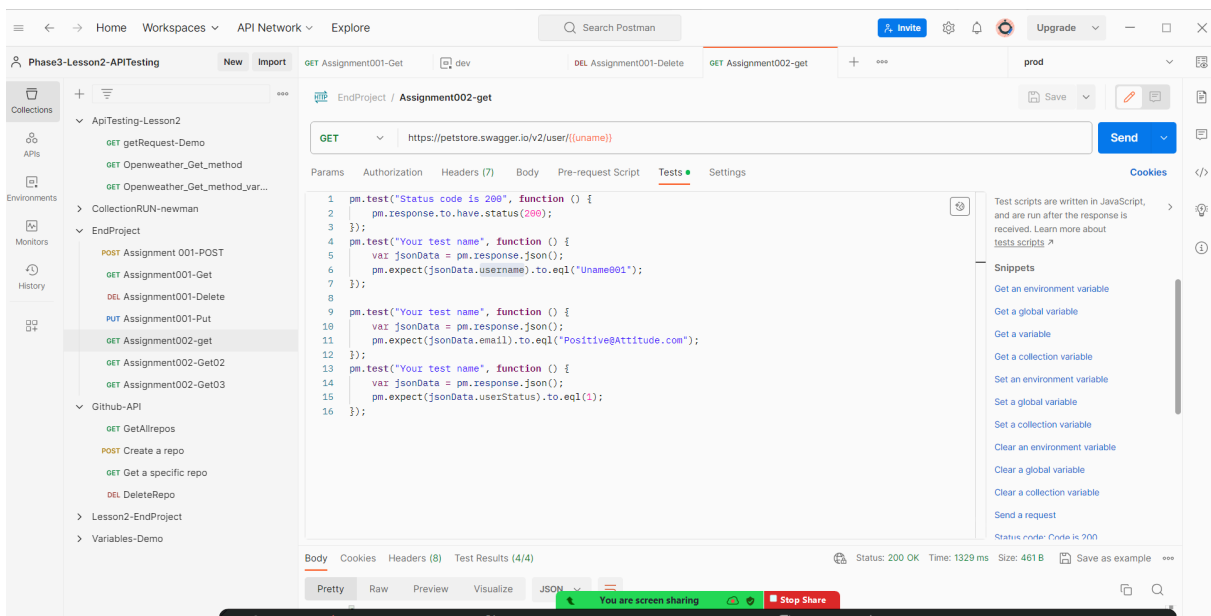 Home Workspaces API Network Explore Search Postman Invite Upgrade
Phase3-Lesson2-APITesting New Import GET Assignment001-Get dev DEL Assignment001-Delete GET Assignment002-get prod
Collections
APIs
Environments
Monitors
History
ApiTesting-Lesson2
GET getRequest-Demo
GET Openweather_Get_method
GET Openweather_Get_method_var...
CollectionRUN-newman
EndProject
POST Assignment 001-POST
GET Assignment001-Get
DEL Assignment001-Delete
PUT Assignment001-Put
GET Assignment002-get
GET Assignment002-Get02
GET Assignment002-Get03
Github-API
GET GetAllrepos
POST Create a repo
GET Get a specific repo
DEL DeleteRepo
Lesson2-EndProject
Variables-Demo
HTTP EndProject / Assignment002-get Save
GET https://petstore.swagger.io/v2/user/{{uname}} Send
Params Authorization Headers (7) Body Pre-request Script Tests Settings Cookies
1 pm.test("Status code is 200", function () {
2 pm.response.to.have.status(200);
3 });
4 pm.test("Your test name", function () {
5 var jsonData = pm.response.json();
6 pm.expect(jsonData.username).to.eql("Uname001");
7 });
8
9 pm.test("Your test name", function () {
10 var jsonData = pm.response.json();
11 pm.expect(jsonData.email).to.eql("Positive@Attitude.com");
12 });
13 pm.test("Your test name", function () {
14 var jsonData = pm.response.json();
15 pm.expect(jsonData.userStatus).to.eql(1);
16 });
Test scripts are written in JavaScript,
and are run after the response is
received. Learn more about
tests scripts
Snippets
Get an environment variable
Get a global variable
Get a variable
Get a collection variable
Set an environment variable
Set a global variable
Set a collection variable
Clear an environment variable
Clear a global variable
Clear a collection variable
Send a request
Status code: Code is 200
Body Cookies Headers (8) Test Results (4/4) Status: 200 OK Time: 1329 ms Size: 461 B Save as example
Pretty Raw Preview Visualize JSON
You are screen sharing Stop Share